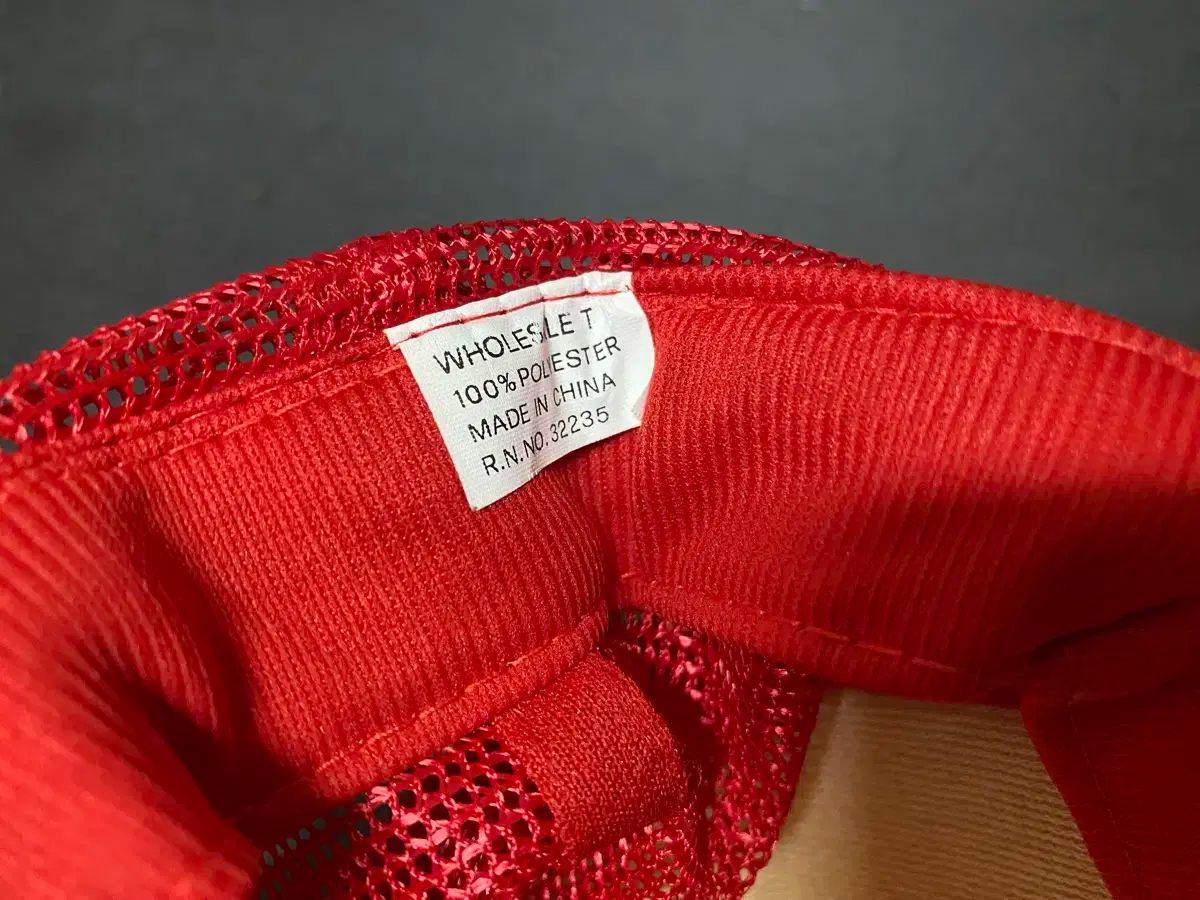 WHOLESALE T
100% POLYESTER
MADE IN CHINA
R.N.NO.32235